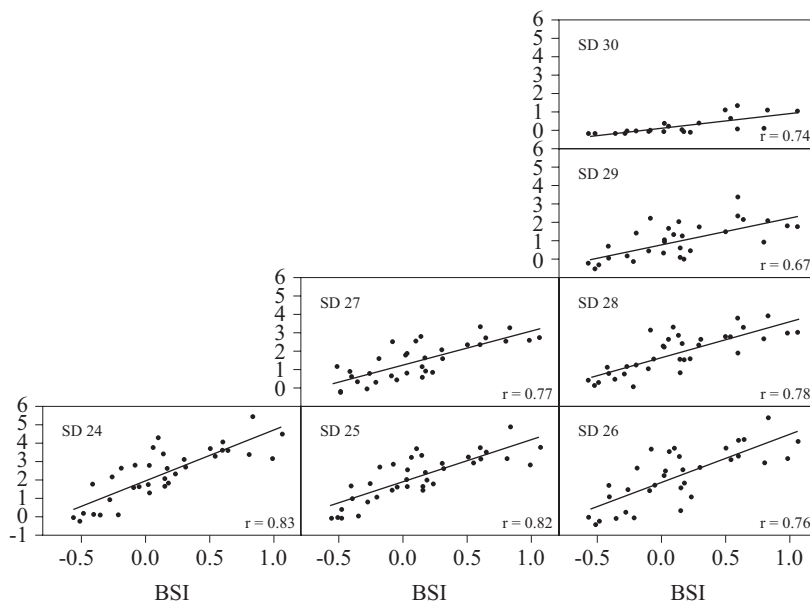 6
5
4
3
2
1
0
SD 30
r = 0.74
6
5
4
3
2
1
0
SD 29
r = 0.67
6
5
4
3
2
1
0
SD 27
r = 0.77
SD 28
r = 0.78
6
5
4
3
2
1
0
-1
SD 24
r = 0.83
SD 25
r = 0.82
SD 26
r = 0.76
-0.5 0.0 0.5 1.0 -0.5 0.0 0.5 1.0 -0.5 0.0 0.5 1.0
BSI BSI BSI